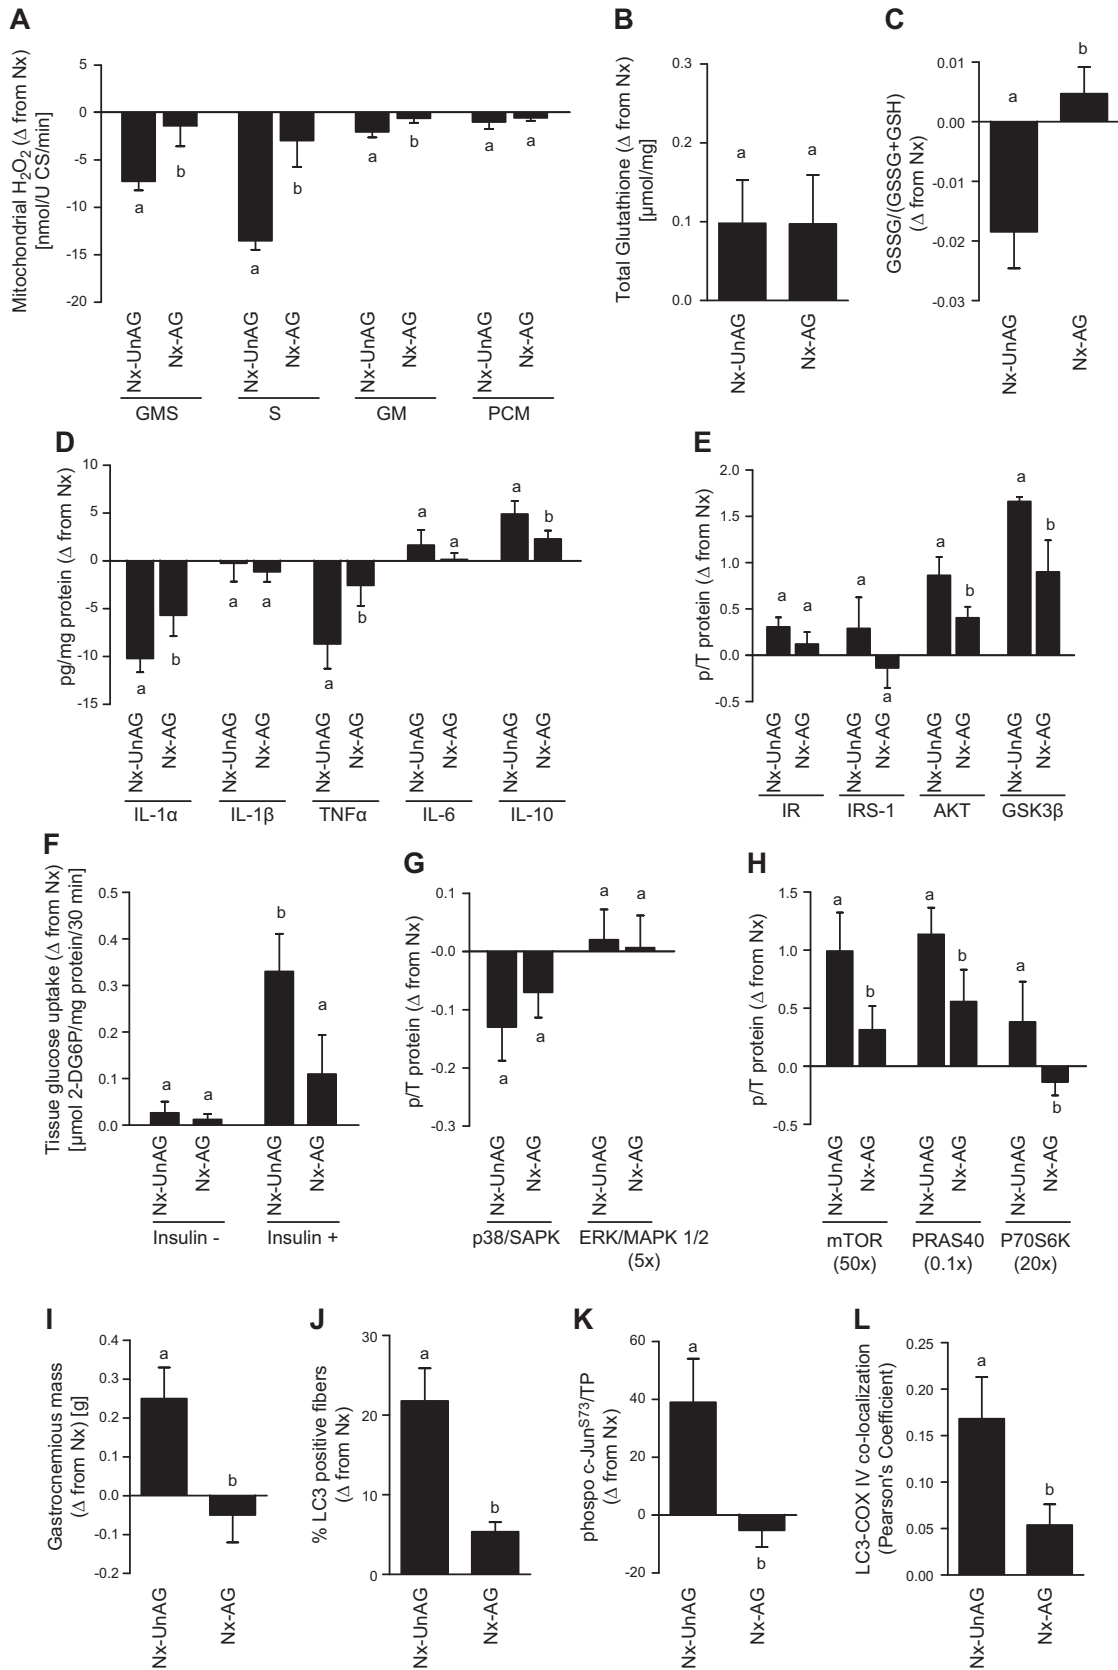 A
Mitochondrial H2O2 (Δ from Nx)
[nmol/U CS/min]
5
0
-5
-10
-15
-20
a
b
a
b
a
b
a
a
Nx-UnAG
Nx-AG
Nx-UnAG
Nx-AG
Nx-UnAG
Nx-AG
Nx-UnAG
Nx-AG
GMS
S
GM
PCM
B
Total Glutathione (Δ from Nx)
[µmol/mg]
0.3
0.2
0.1
0.0
a
a
Nx-UnAG
Nx-AG
C
GSSG/(GSSG+GSH)
(Δ from Nx)
0.01
0.00
-0.01
-0.02
-0.03
a
b
Nx-UnAG
Nx-AG
D
pg/mg protein (Δ from Nx)
10
5
0
-5
-10
-15
a
b
a
a
a
b
a
a
a
b
Nx-UnAG
Nx-AG
Nx-UnAG
Nx-AG
Nx-UnAG
Nx-AG
Nx-UnAG
Nx-AG
Nx-UnAG
Nx-AG
IL-1α
IL-1β
TNFα
IL-6
IL-10
E
p/T protein (Δ from Nx)
2.0
1.5
1.0
0.5
0.0
-0.5
a
a
a
a
a
b
a
b
Nx-UnAG
Nx-AG
Nx-UnAG
Nx-AG
Nx-UnAG
Nx-AG
Nx-UnAG
Nx-AG
IR
IRS-1
AKT
GSK3β
F
Tissue glucose uptake (Δ from Nx)
[µmol 2-DG6P/mg protein/30 min]
0.5
0.4
0.3
0.2
0.1
0.0
a
a
b
a
Nx-UnAG
Nx-AG
Nx-UnAG
Nx-AG
Insulin -
Insulin +
G
p/T protein (Δ from Nx)
0.1
-0.0
-0.1
-0.2
-0.3
a
a
a
a
Nx-UnAG
Nx-AG
Nx-UnAG
Nx-AG
p38/SAPK
ERK/MAPK 1/2
(5x)
H
p/T protein (Δ from Nx)
1.5
1.0
0.5
0.0
-0.5
a
b
a
b
a
b
Nx-UnAG
Nx-AG
Nx-UnAG
Nx-AG
Nx-UnAG
Nx-AG
mTOR
(50x)
PRAS40
(0.1x)
P70S6K
(20x)
I
Gastrocnemious mass
(Δ from Nx) [g]
0.4
0.3
0.2
0.1
0.0
-0.1
-0.2
a
b
Nx-UnAG
Nx-AG
J
% LC3 positive fibers
(Δ from Nx)
30
20
10
0
a
b
Nx-UnAG
Nx-AG
K
phospo c-JunS73/TP
(Δ from Nx)
60
40
20
0
-20
a
b
Nx-UnAG
Nx-AG
L
LC3-COX IV co-localization
(Pearson's Coefficient)
0.25
0.20
0.15
0.10
0.05
0.00
a
b
Nx-UnAG
Nx-AG